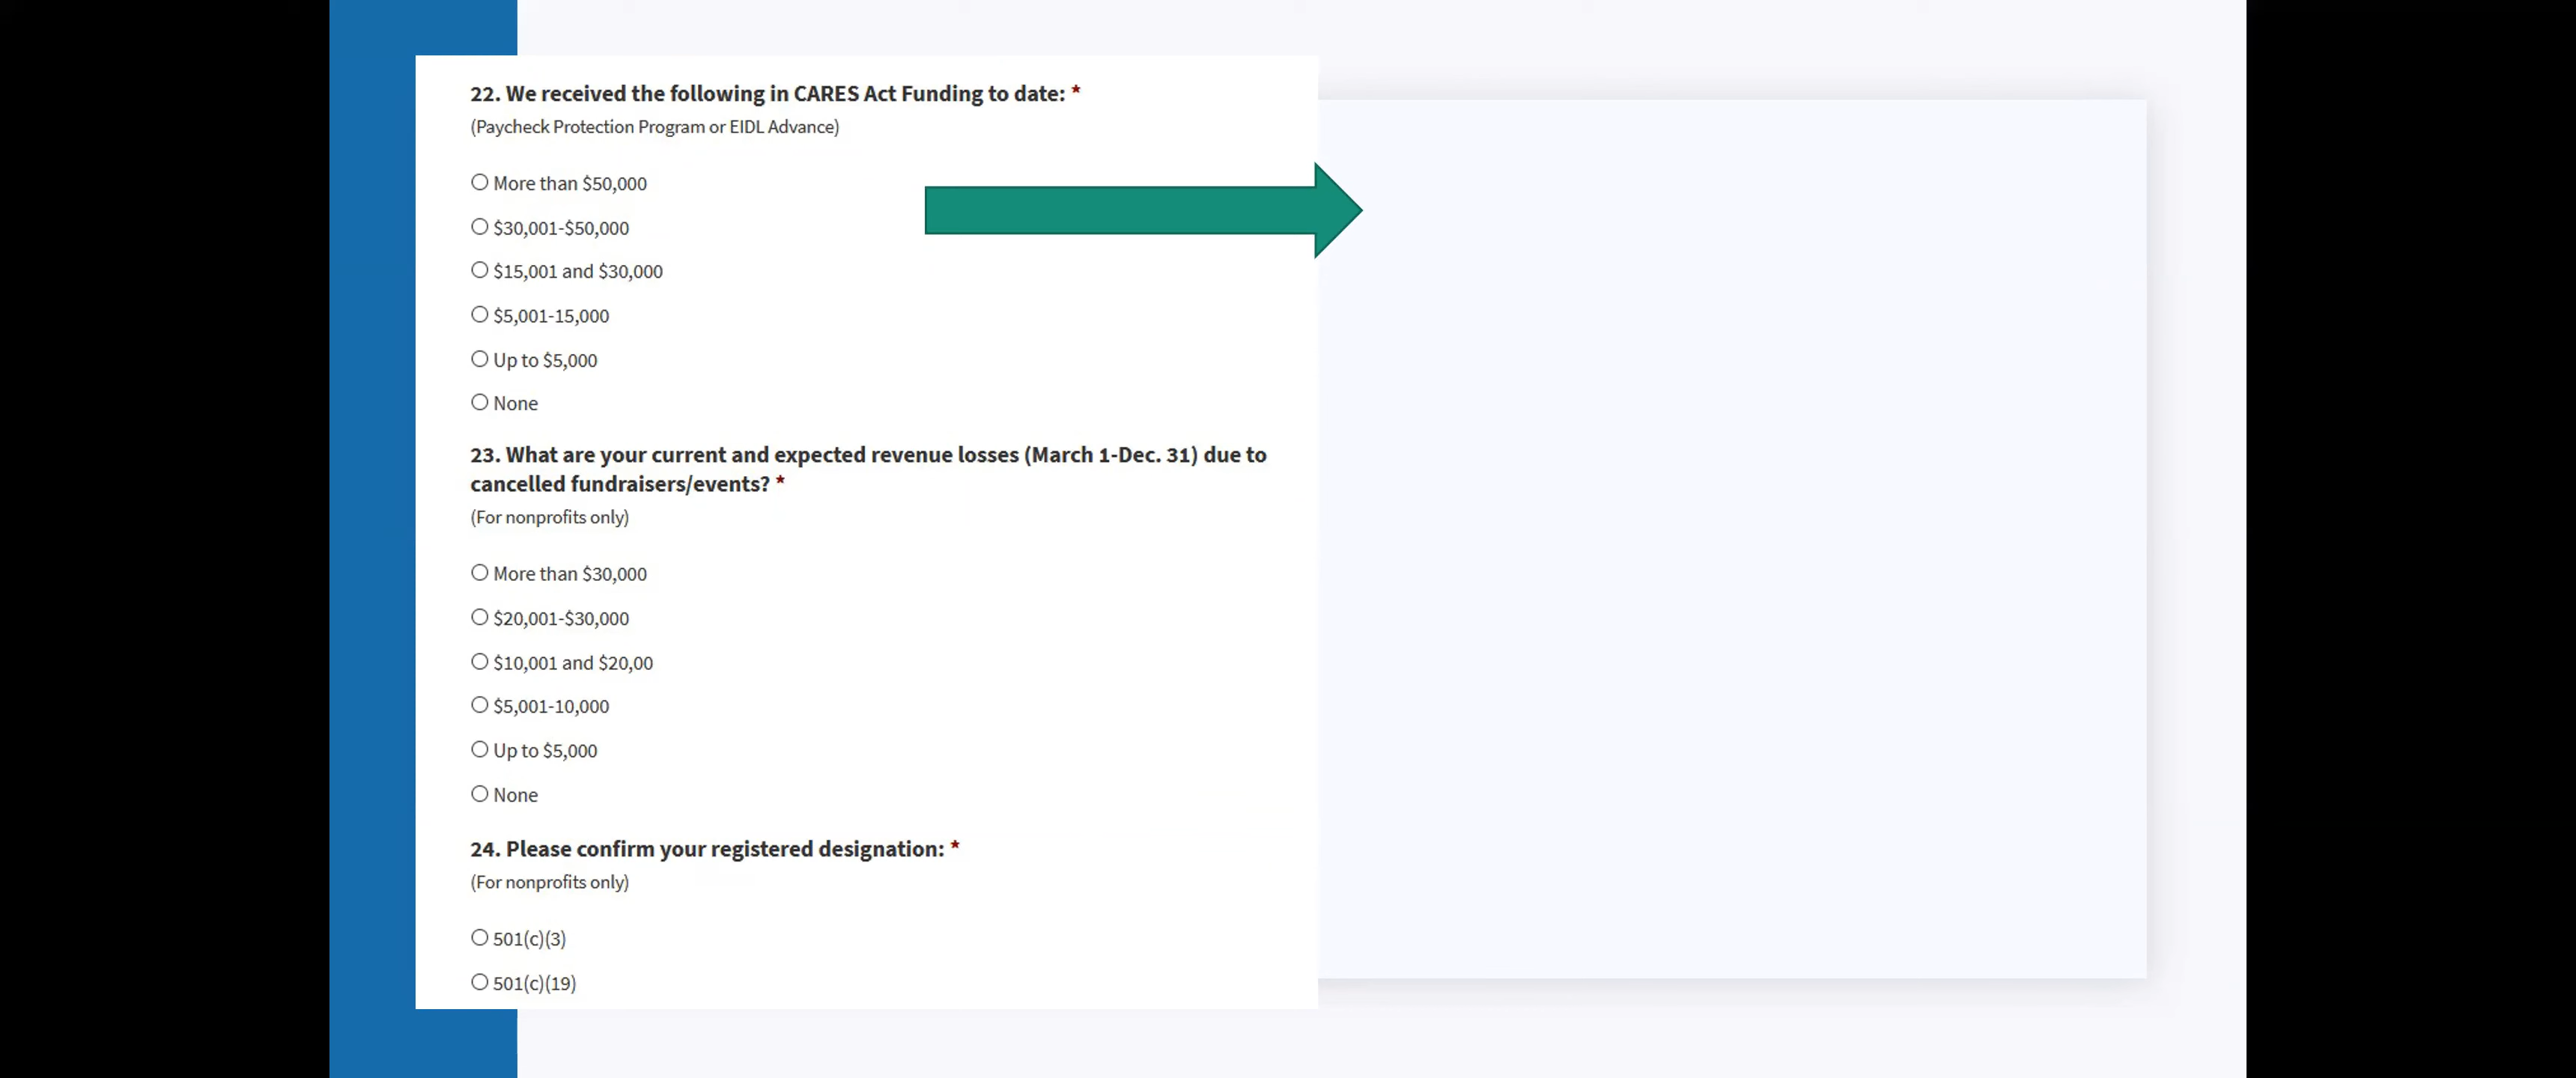 22. We received the following in CARES Act Funding to date: *
(Paycheck Protection Program or EIDL Advance)
More than $50,000
$30,001-$50,000
$15,001 and $30,000
$5,001-15,000
Up to $5,000
None
23. What are your current and expected revenue losses (March 1-Dec. 31) due to
cancelled fundraisers/events? *
(For nonprofits only)
More than $30,000
$20,001-$30,000
$10,001 and $20,00
$5,001-10,000
Up to $5,000
None
24. Please confirm your registered designation: *
(For nonprofits only)
501(c)(3)
501(c)(19)